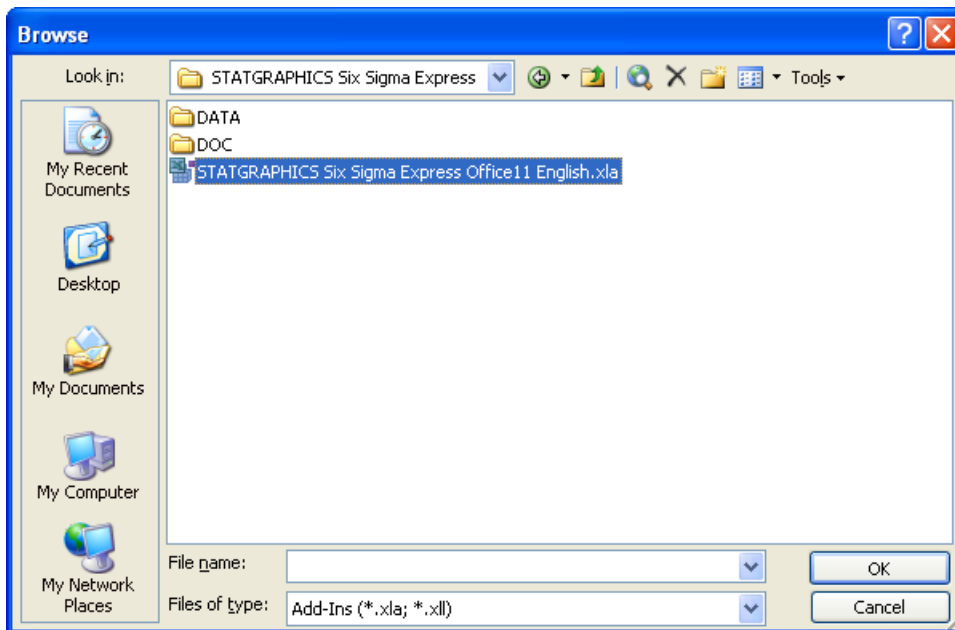 Browse
Look in:
STATGRAPHICS Six Sigma Express
Tools
My Recent
Documents
Desktop
My Documents
My Computer
My Network
Places
DATA
DOC
STATGRAPHICS Six Sigma Express Office11 English.xla
File name:
OK
Files of type:
Add-Ins (*.xla; *.xll)
Cancel